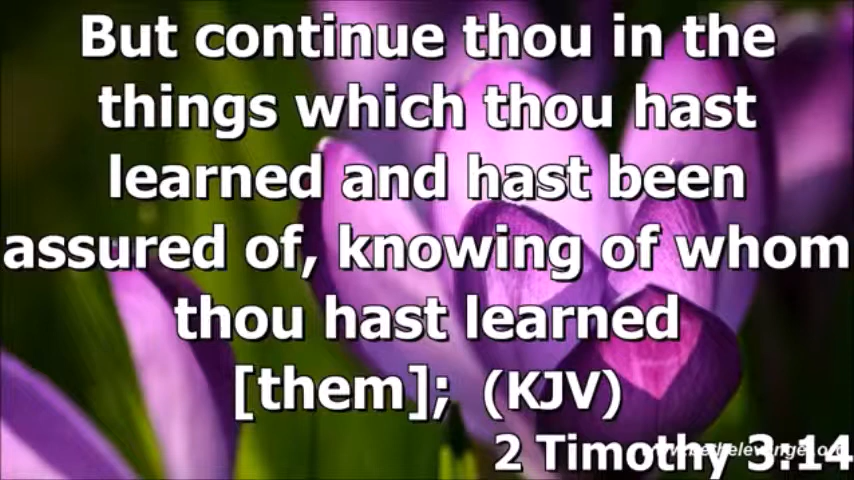 But continue thou in the
things which thou hast
learned and hast been
assured of, knowing of whom
thou hast learned
[them]; (KJV)
2 Timothy 3:14